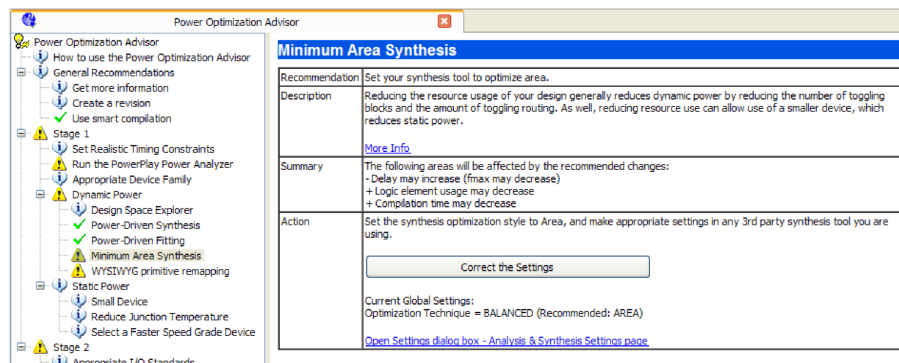 Power Optimization Advisor
Power Optimization Advisor
How to use the Power Optimization Advisor
General Recommendations
Get more information
Create a revision
Use smart compilation
Stage 1
Set Realistic Timing Constraints
Run the PowerPlay Power Analyzer
Appropriate Device Family
Dynamic Power
Design Space Explorer
Power-Driven Synthesis
Power-Driven Fitting
Minimum Area Synthesis
WYSIWYG primitive remapping
Static Power
Small Device
Reduce Junction Temperature
Select a Faster Speed Grade Device
Stage 2
Appropriate I/O Standards
Minimum Area Synthesis
Recommendation Set your synthesis tool to optimize area.
Description Reducing the resource usage of your design generally reduces dynamic power by reducing the number of toggling
blocks and the amount of toggling routing. As well, reducing resource use can allow use of a smaller device, which
reduces static power.
More Info
Summary The following areas will be affected by the recommended changes:
- Delay may increase (fmax may decrease)
+ Logic element usage may decrease
+ Compilation time may decrease
Action Set the synthesis optimization style to Area, and make appropriate settings in any 3rd party synthesis tool you are
using.
Correct the Settings
Current Global Settings:
Optimization Technique = BALANCED (Recommended: AREA)
Open Settings dialog box - Analysis & Synthesis Settings page